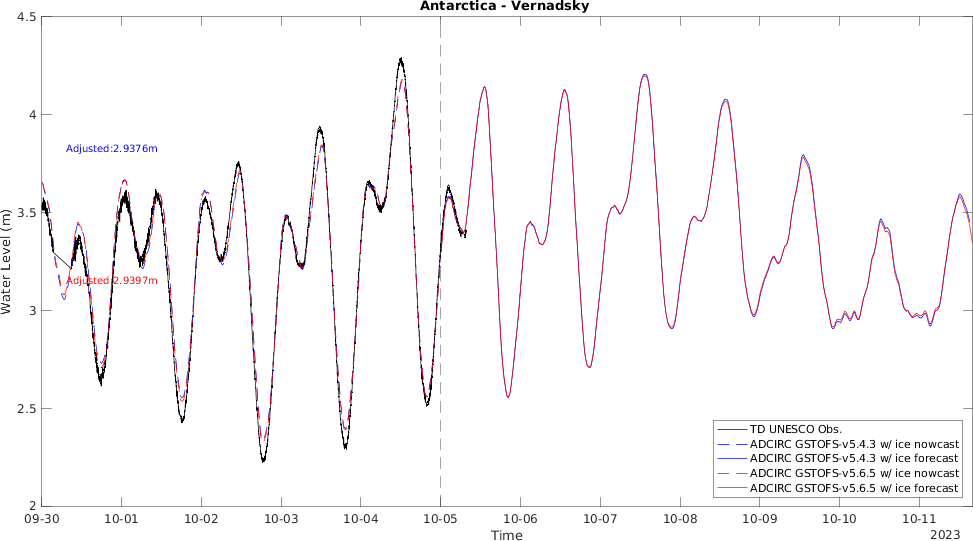 Antarctica - Vernadsky
4.5
4
3.5
3
2.5
2
Water Level (m)
Adjusted:2.9376m
Adjusted:2.9397m
TD UNESCO Obs.
ADCIRC GSTOFS-v5.4.3 w/ ice nowcast
ADCIRC GSTOFS-v5.4.3 w/ ice forecast
ADCIRC GSTOFS-v5.6.5 w/ ice nowcast
ADCIRC GSTOFS-v5.6.5 w/ ice forecast
09-30 10-01 10-02 10-03 10-04 10-05 10-06 10-07 10-08 10-09 10-10 10-11
2023
Time